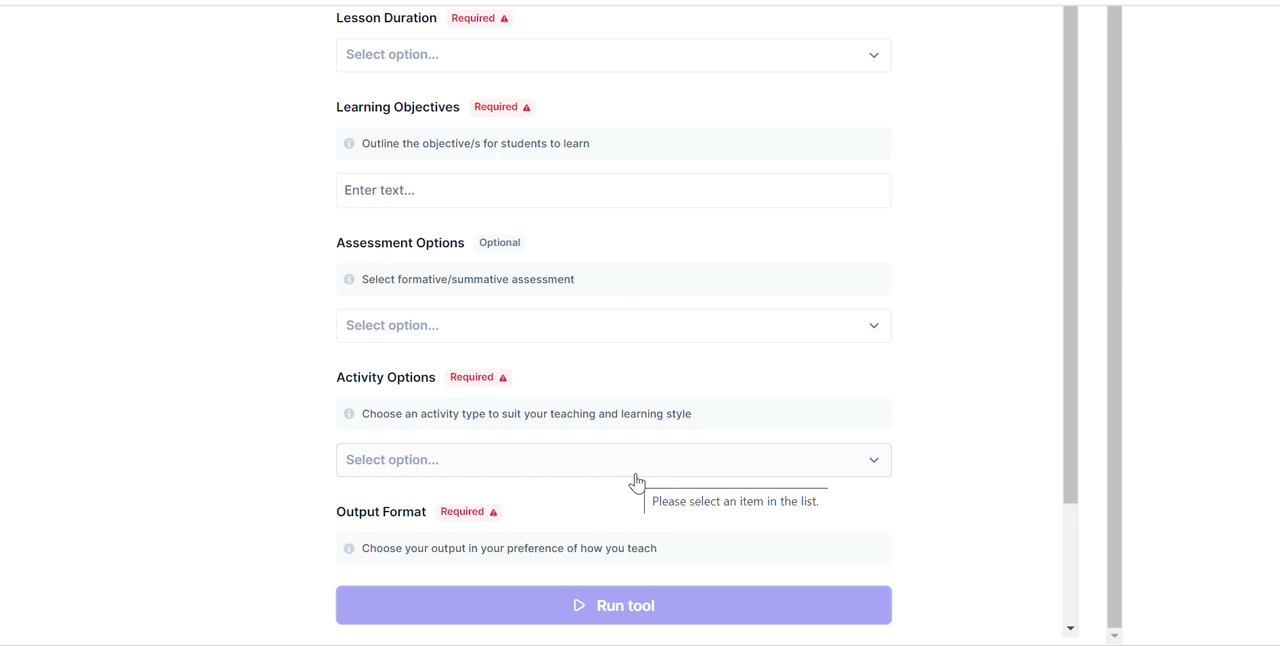 Lesson Duration Required
Select option...
Learning Objectives Required
Outline the objective/s for students to learn
Enter text...
Assessment Options Optional
Select formative/summative assessment
Select option...
Activity Options Required
Choose an activity type to suit your teaching and learning style
Select option...
Please select an item in the list.
Output Format Required
Choose your output in your preference of how you teach
Run tool